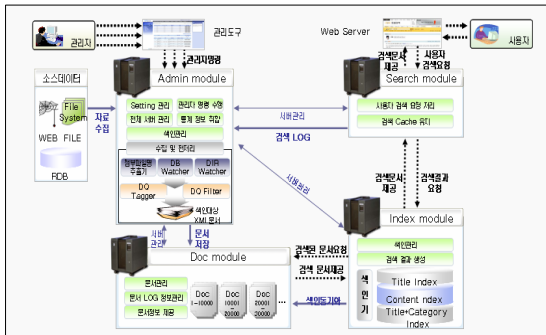 관리자
관리도구
Web Server
사용자
관리자명령
검색문서
제공
사용자
검색요청
소스데이터
Admin module
Search module
File
System
WEB FILE
RDB
자료
수집
Setting 관리
관리자 명령 수행
전체 서버 관리
통계 정보 취합
색인관리
수집 및 전처리
첨부파일필명
추출기
DB
Watcher
DIR
Watcher
DQ
Tagger
DQ Filter
색인대상
XMl 문서
서버관리
검색 LOG
사용자 검색 요청 처리
검색 Cache 유지
검색문서
제공
검색결과
요청
서버관리
서버
관리
문서
저장
Index module
색인관리
검색 결과 생성
색
인
기
Title Index
Content ndex
Title+Category
Index
Doc module
문서관리
문서 LOG 정보관리
문서정보 제공
Doc
1~10000
Doc
10001
~20000
Doc
20001
~30000
...
검색된 문서요청
검색 문서제공
색인동기화